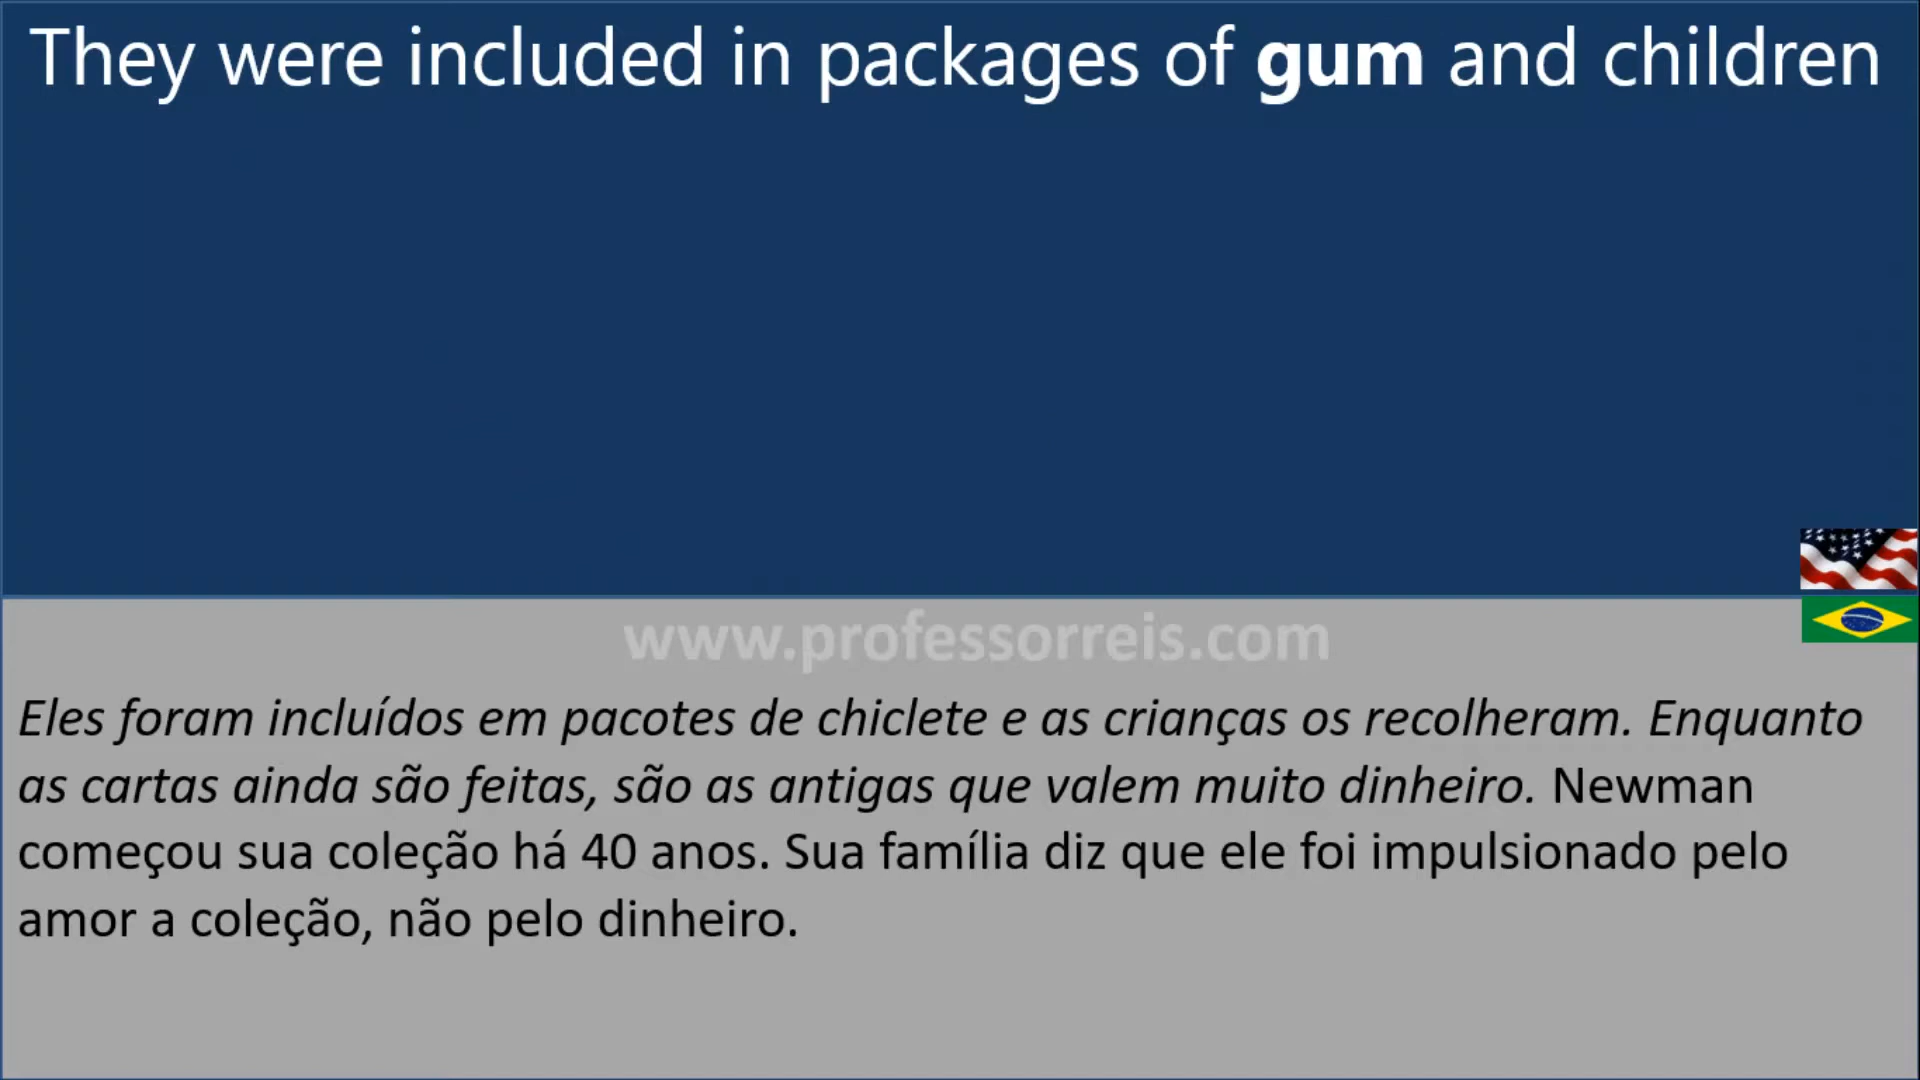 They were included in packages of gum and children
www.professorreis.com
Eles foram incluídos em pacotes de chiclete e as crianças os recolheram. Enquanto
as cartas ainda são feitas, são as antigas que valem muito dinheiro. Newman
começou sua coleção há 40 anos. Sua família diz que ele foi impulsionado pelo
amor a coleção, não pelo dinheiro.